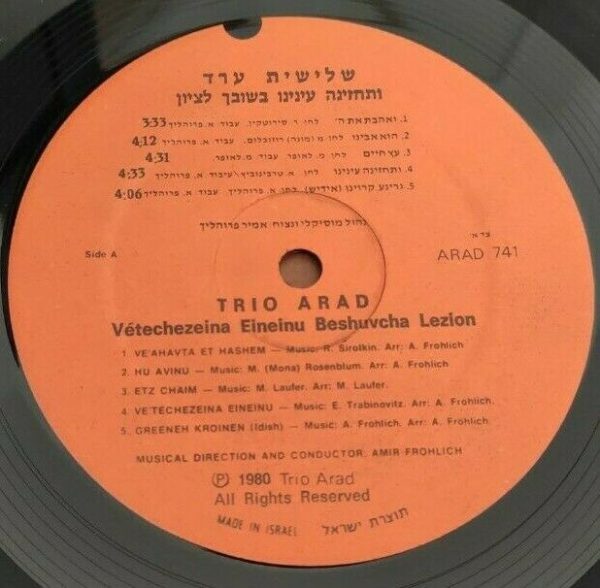 שלישית ערד
ותחזינה עינינו בשובך לציון
1. ואהבת את ה' לחן ר. סירוטקין. עבוד א. פרוהליך 3:33
2. הוא אבינו לחן מ. (מונה) רוזנבלום. עבוד א. פרוהליך 4,12
3. עץ חיים לחן מ. לאופר עבוד מ. לאופר. 4:31
4. ותחזינה עינינו לחן א. טרבינוביץ' עיבוד א. פרוהליך 4:33
5. גרינע קרוינן (אידיש) לחן א. פרוהליך עבוד א. פרוהליך 4:06
נהול מוסיקלי ונצוח אמיר פרוהליך
Side A
צד א
ARAD 741
TRIO ARAD
Vétechezeina Eineinu Beshuvcha Lezion
1 VE'AHAVTA ET HASHEM — Music: R. Sirotkin. Arr: A. Frohlich
2. HU AVINU — Music: M. (Mona) Rosenblum. Arr: A. Frohlich
3. ETZ CHAIM — Music: M. Laufer. Arr: M. Laufer.
4 VE'TECHEZEINA EINEINU — Music: E. Trabinovitz. Arr: A. Frohlich.
5. GREENEH KROINEN (Idish) — Music: A. Frohlich. Arr: A. Frohlich.
MUSICAL DIRECTION AND CONDUCTOR, AMIR FROHLICH
Ⓟ 1980 Trio Arad
All Rights Reserved
MADE IN ISRAEL תוצרת ישראל